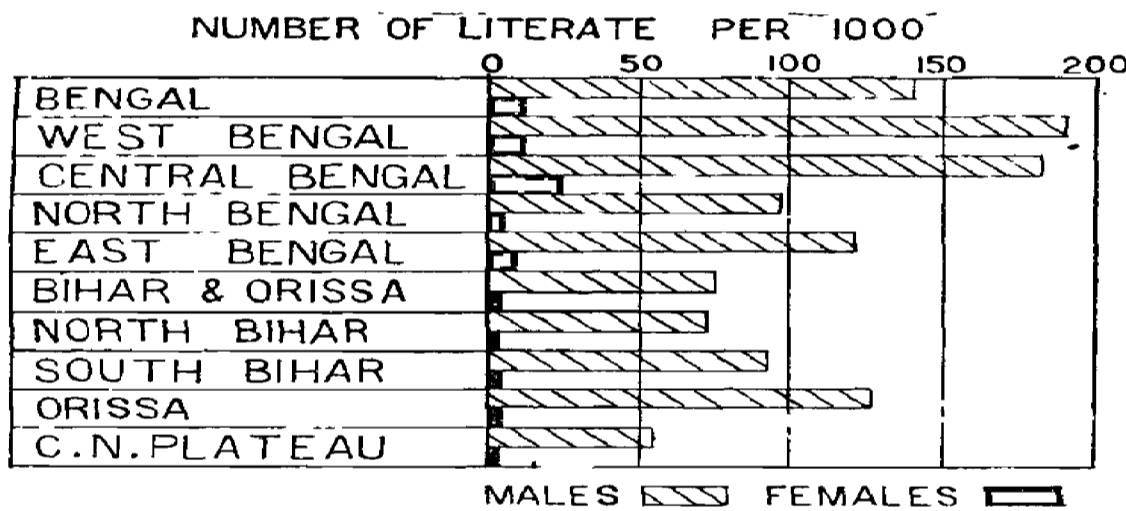 NUMBER OF LITERATE PER 1000
0 50 100 150 200
BENGAL
WEST BENGAL
CENTRAL BENGAL
NORTH BENGAL
EAST BENGAL
BIHAR & ORISSA
NORTH BIHAR
SOUTH BIHAR
ORISSA
C.N.PLATEAU
MALES FEMALES